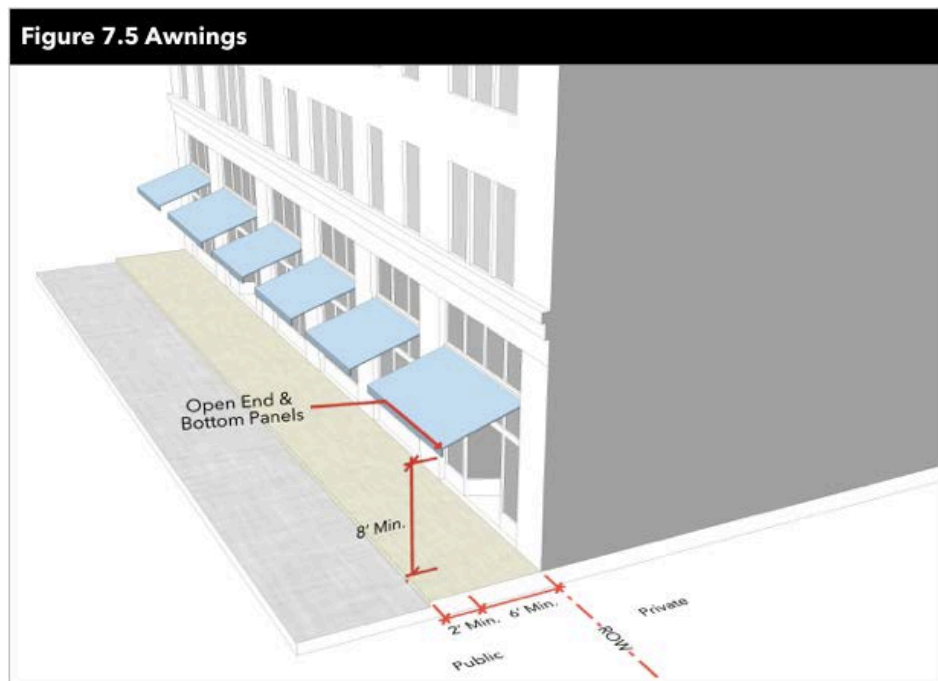 Figure 7.5 Awnings
Open End &
Bottom Panels
8' Min.
2' Min.
6' Min.
Private
ROW
Public